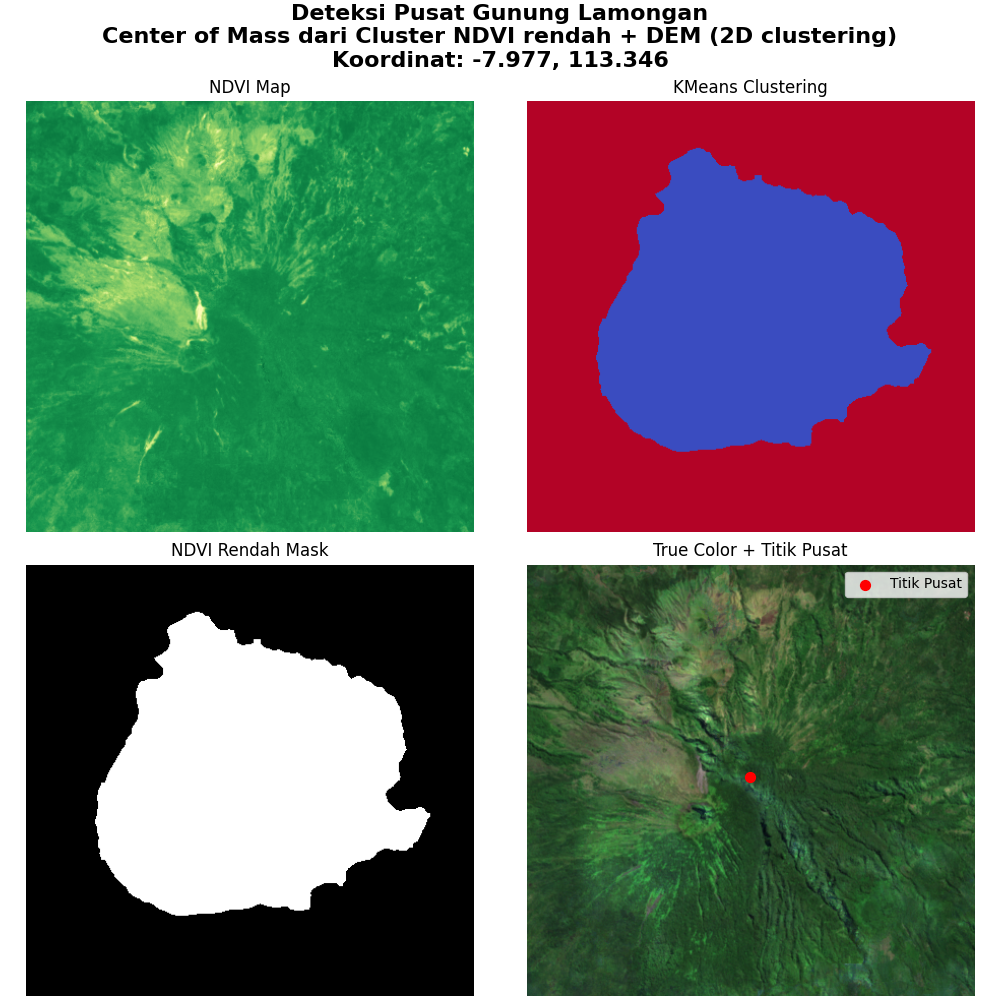 Deteksi Pusat Gunung Lamongan
Center of Mass dari Cluster NDVI rendah + DEM (2D clustering)
Koordinat: -7.977, 113.346
NDVI Map
KMeans Clustering
NDVI Rendah Mask
True Color + Titik Pusat
Titik Pusat